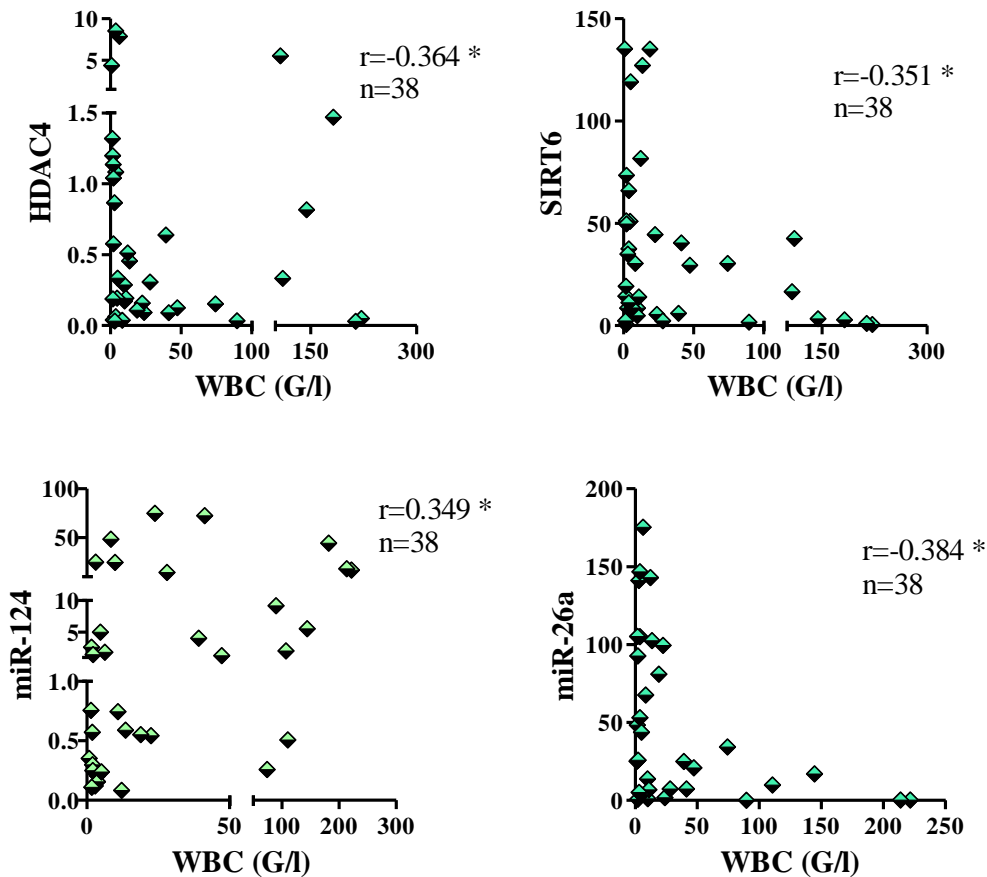 10
5
1.5
1.0
0.5
0.0
HDAC4
r=-0.364 *
n=38
0 50 100 150 300
WBC (G/l)
150
100
50
0
SIRT6
r=-0.351 *
n=38
0 50 100 150 300
WBC (G/l)
100
50
10
5
1.0
0.5
0.0
miR-124
r=0.349 *
n=38
0 50 100 200 300
WBC (G/l)
200
150
100
50
0
miR-26a
r=-0.384 *
n=38
0 50 100 150 200 250
WBC (G/l)